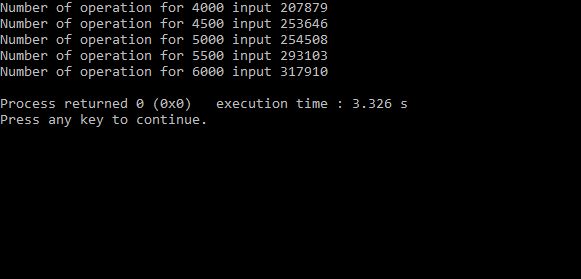 Number of operation for 4000 input 207879
Number of operation for 4500 input 253646
Number of operation for 5000 input 254508
Number of operation for 5500 input 293103
Number of operation for 6000 input 317910
Process returned 0 (0x0)   execution time : 3.326 s
Press any key to continue.